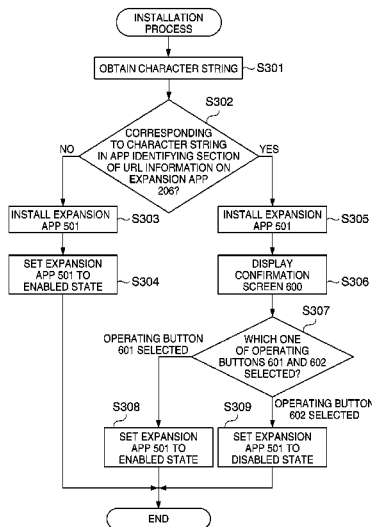 INSTALLATION
PROCESS
OBTAIN CHARACTER STRING
S301
S302
CORRESPONDING
TO CHARACTER STRING
IN APP IDENTIFYING SECTION
OF URL INFORMATION ON
EXPANSION APP
206?
NO
YES
INSTALL EXPANSION
APP 501
S303
SET EXPANSION
APP 501 TO
ENABLED STATE
S304
INSTALL EXPANSION
APP 501
S305
DISPLAY
CONFIRMATION
SCREEN 600
S306
S307
WHICH ONE
OF OPERATING
BUTTONS 601 AND 602
SELECTED?
OPERATING BUTTON
601 SELECTED
OPERATING BUTTON
602 SELECTED
S308
SET EXPANSION
APP 501 TO
ENABLED STATE
S309
SET EXPANSION
APP 501 TO
DISABLED STATE
END